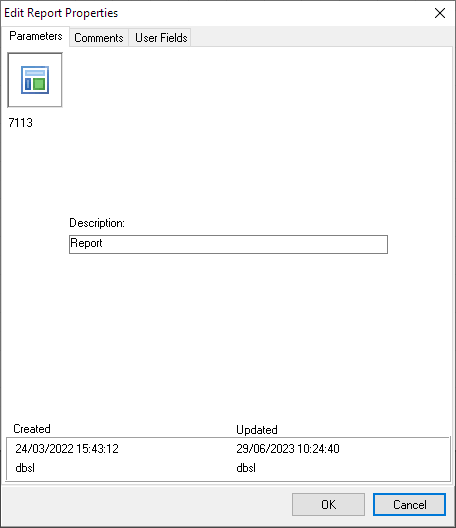 Edit Report Properties
Parameters Comments User Fields
7113
Description:
Report
Created Updated
24/03/2022 15:43:12 29/06/2023 10:24:40
dbsl dbsl
OK Cancel